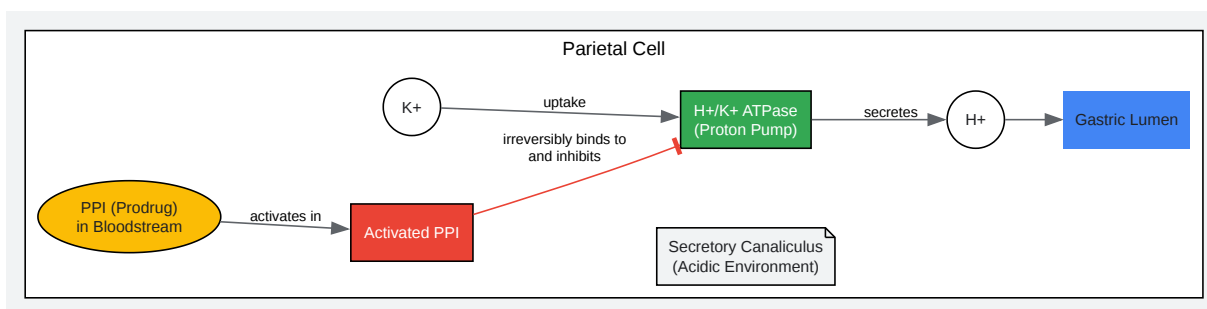 Parietal Cell
K+
uptake
H+/K+ ATPase
(Proton Pump)
secretes
H+
Gastric Lumen
irreversibly binds to
and inhibits
PPI (Prodrug)
in Bloodstream
activates in
Activated PPI
Secretory Canaliculus
(Acidic Environment)